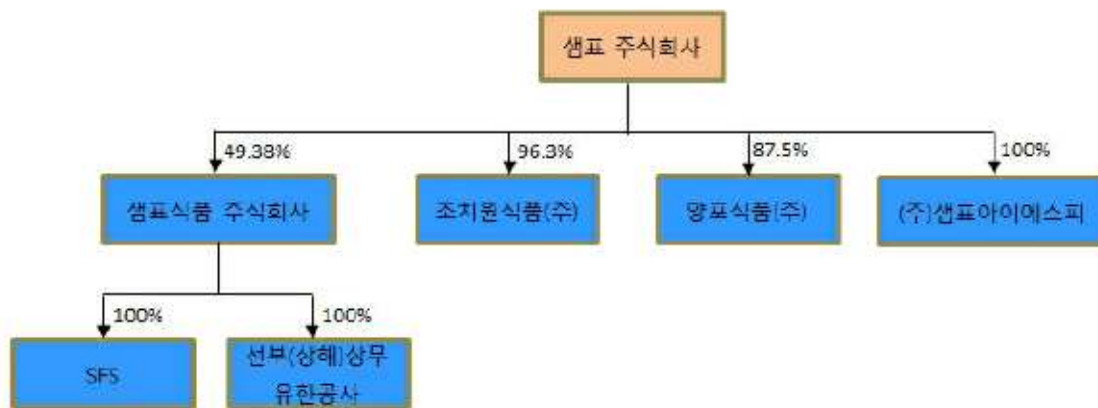 샘표 주식회사
49.38%
96.3%
87.5%
100%
샘표식품 주식회사
조치원식품(주)
양포식품(주)
(주)샘표아이에스피
100%
100%
SFS
선부(상해)상무
유한공사